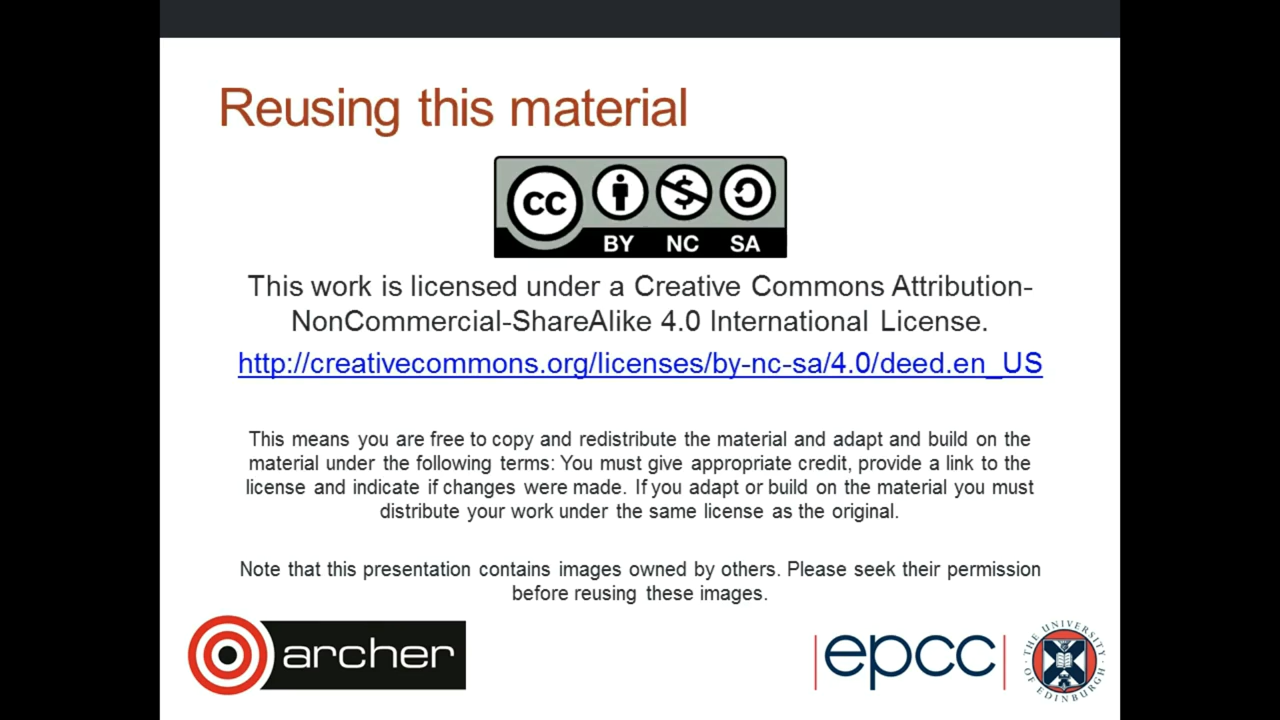 Reusing this material
cc
BY NC SA
This work is licensed under a Creative Commons Attribution-
NonCommercial-ShareAlike 4.0 International License.
http://creativecommons.org/licenses/by-nc-sa/4.0/deed.en_US
This means you are free to copy and redistribute the material and adapt and build on the
material under the following terms: You must give appropriate credit, provide a link to the
license and indicate if changes were made. If you adapt or build on the material you must
distribute your work under the same license as the original.
Note that this presentation contains images owned by others. Please seek their permission
before reusing these images.
archer
epcc
THE UNIVERSITY
OF EDINBURGH